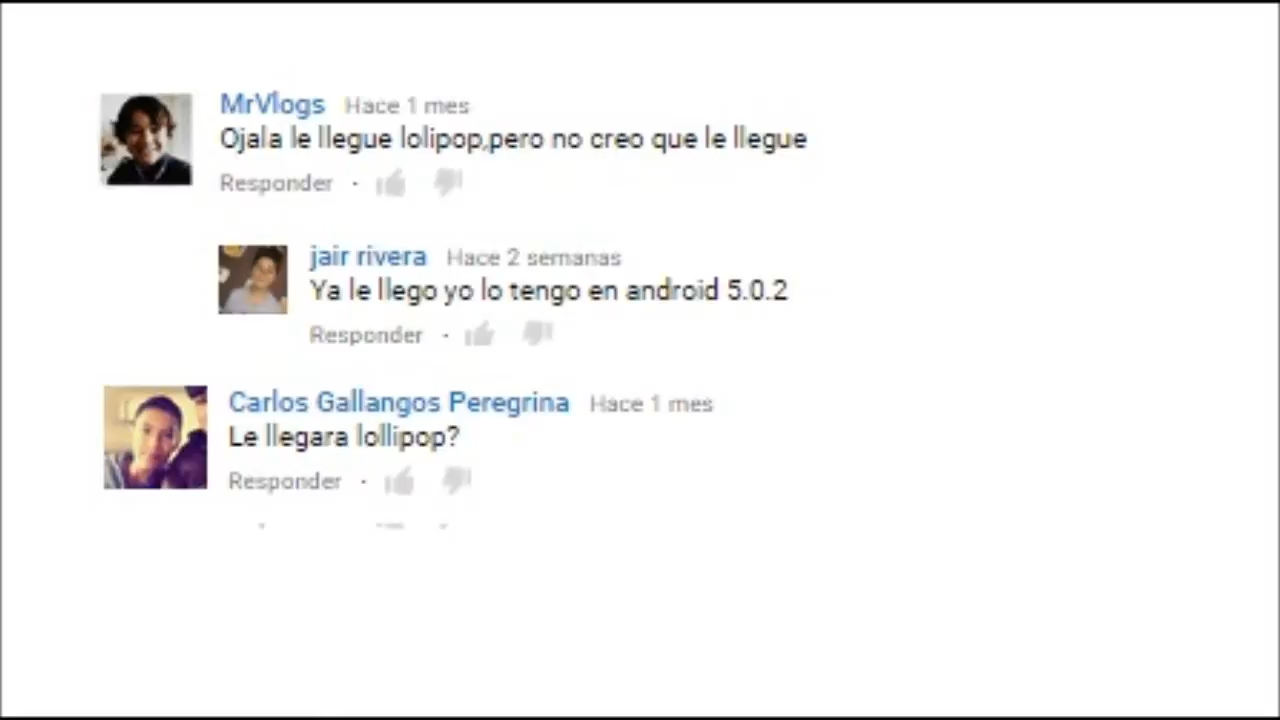 MrVlogs Hace 1 mes
Ojala le llegue lolipop,pero no creo que le llegue
Responder ·
jair rivera Hace 2 semanas
Ya le llego yo lo tengo en android 5.0.2
Responder ·
Carlos Gallangos Peregrina Hace 1 mes
Le llegara lollipop?
Responder ·